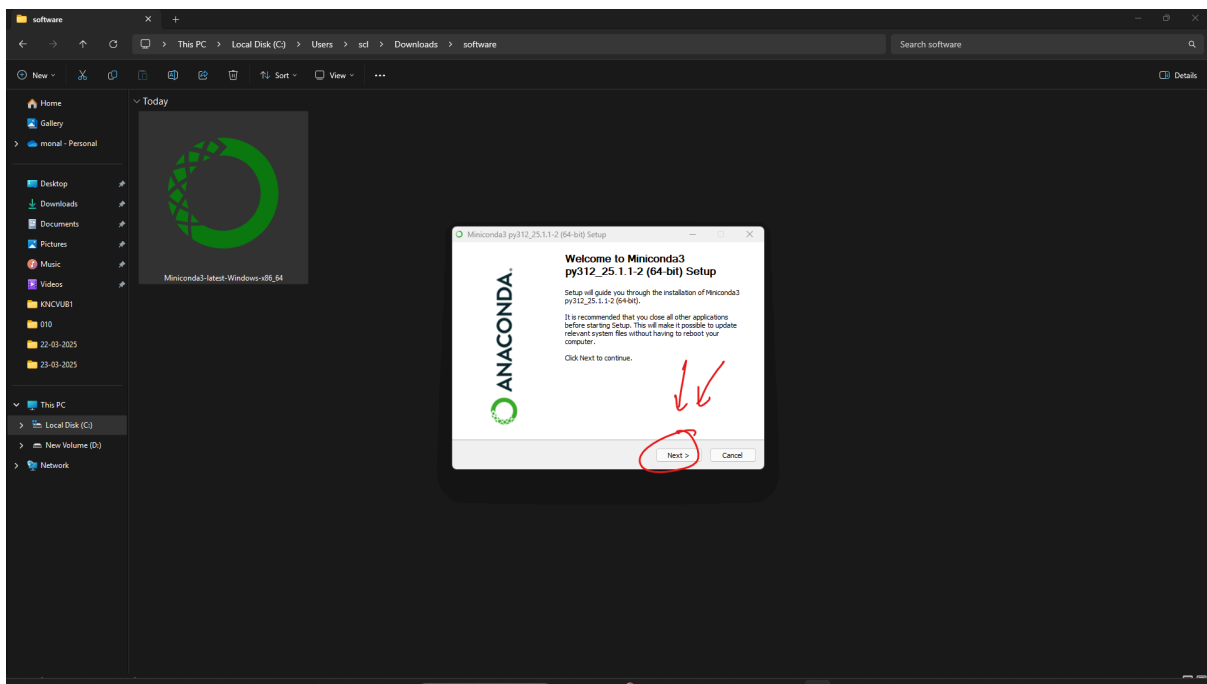 software
This PC > Local Disk (C:) > Users > scl > Downloads > software
Search software
New
Sort
View
Details
Home
Gallery
monal - Personal
Desktop
Downloads
Documents
Pictures
Music
Videos
KNCVUB1
010
22-03-2025
23-03-2025
This PC
Local Disk (C:)
New Volume (D:)
Network
Today
Miniconda3-latest-Windows-x86_64
Miniconda3 py312_25.1.1-2 (64-bit) Setup
ANACONDA.
Welcome to Miniconda3
py312_25.1.1-2 (64-bit) Setup
Setup will guide you through the installation of Miniconda3
py312_25.1.1-2 (64-bit).
It is recommended that you close all other applications
before starting Setup. This will make it possible to update
relevant system files without having to reboot your
computer.
Click Next to continue.
Next >
Cancel